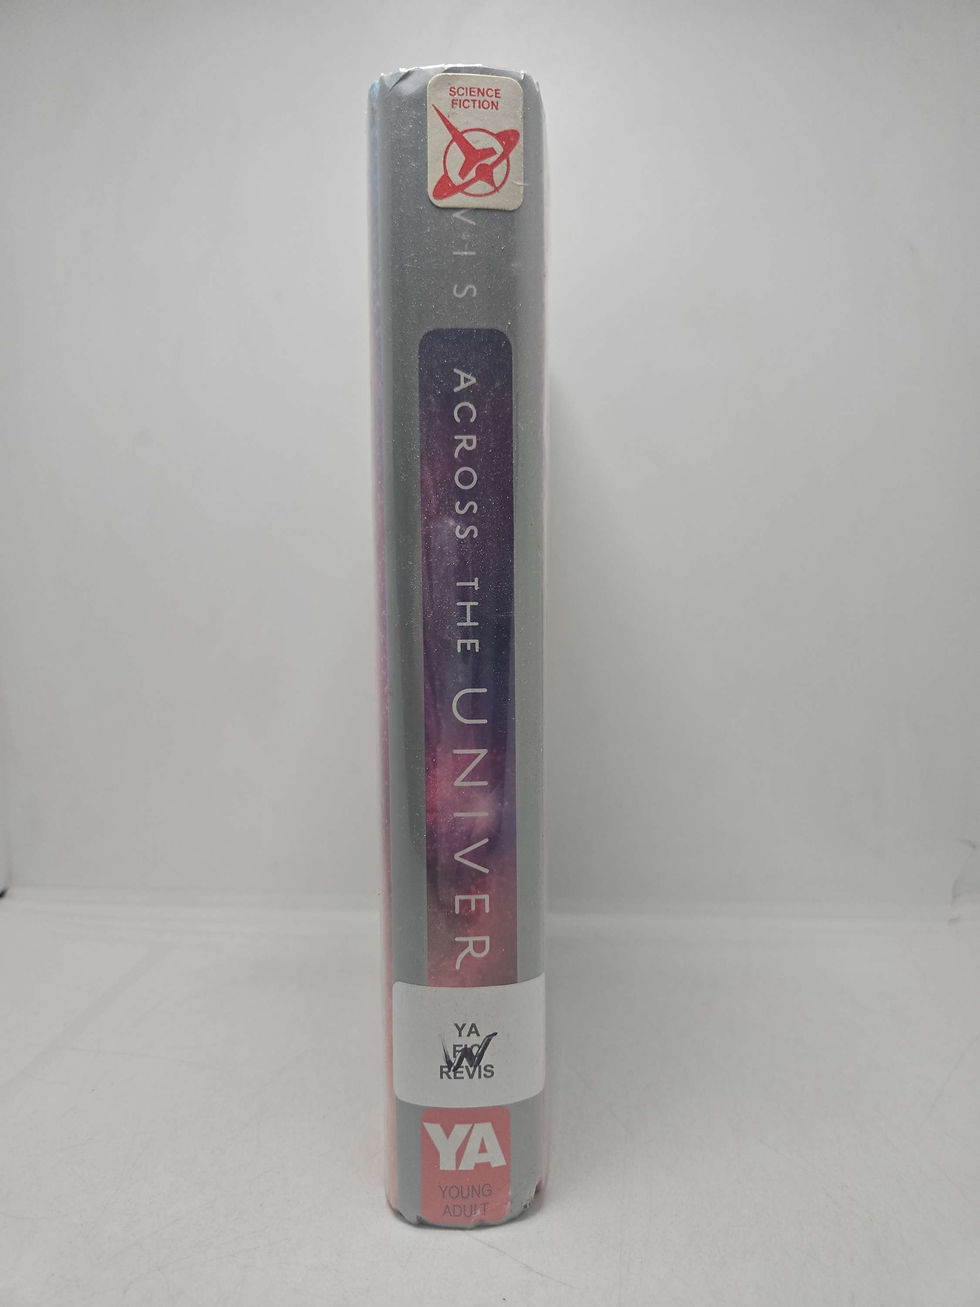 SCIENCE
FICTION
VIS
ACROSS THE UNIVER
YA
FIC
REVIS
YA
YOUNG
ADULT